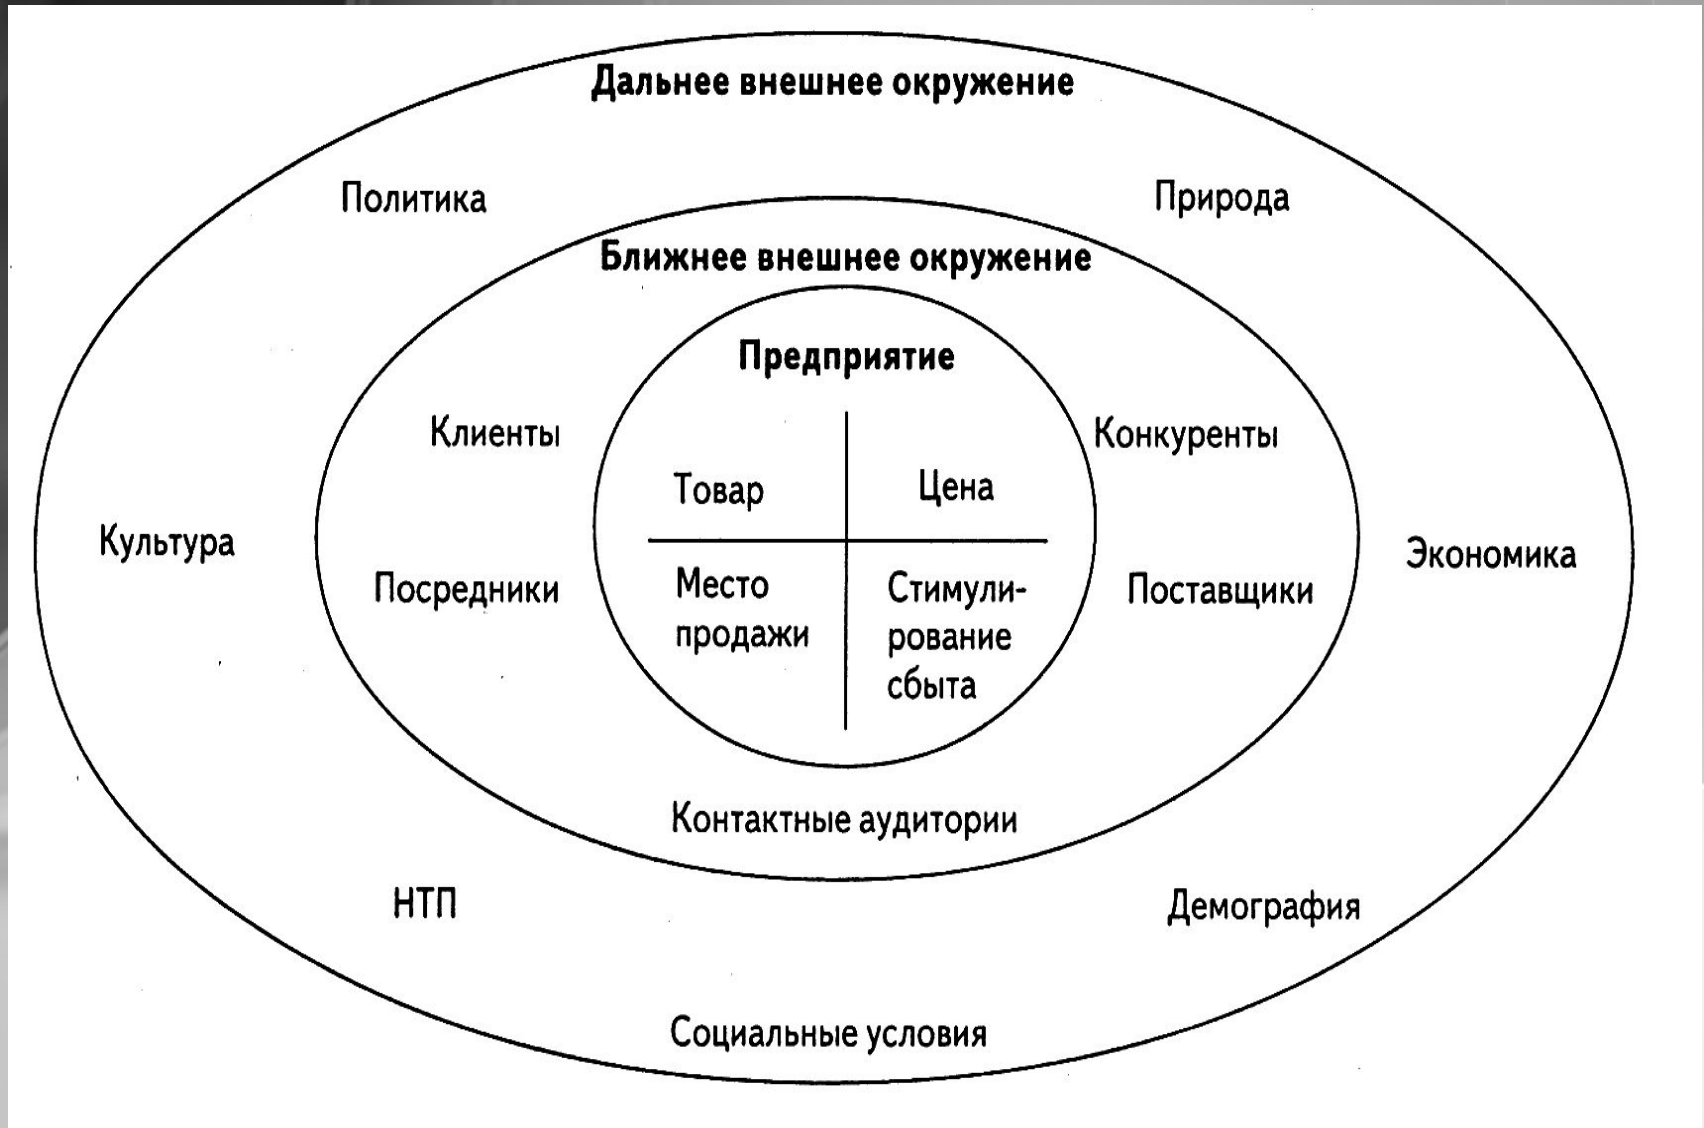 Дальнее внешнее окружение
Политика
Природа
Ближнее внешнее окружение
Предприятие
Клиенты
Конкуренты
Товар
Цена
Культура
Экономика
Посредники
Место
продажи
Стимули-
рование
сбыта
Поставщики
Контактные аудитории
НТП
Демография
Социальные условия